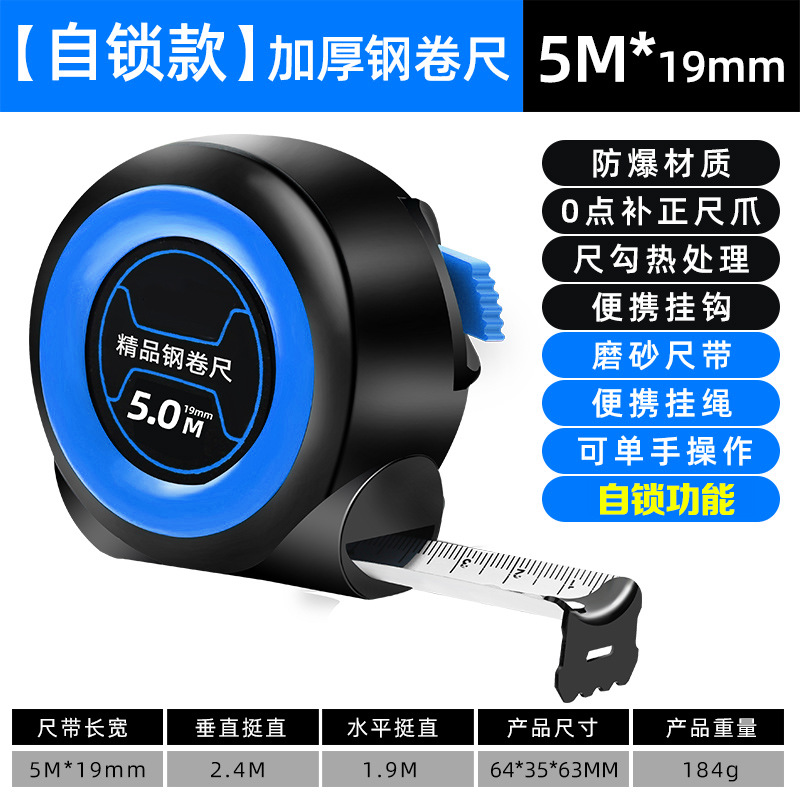 【自锁款】加厚钢卷尺 5M*19mm
防爆材质
0点补正尺爪
尺勾热处理
便携挂钩
磨砂尺带
便携挂绳
可单手操作
自锁功能
精品钢卷尺
19mm
5.0M
3 2 1
尺带长宽 垂直挺直 水平挺直 产品尺寸 产品重量
5M*19mm 2.4M 1.9M 64*35*63MM 184g